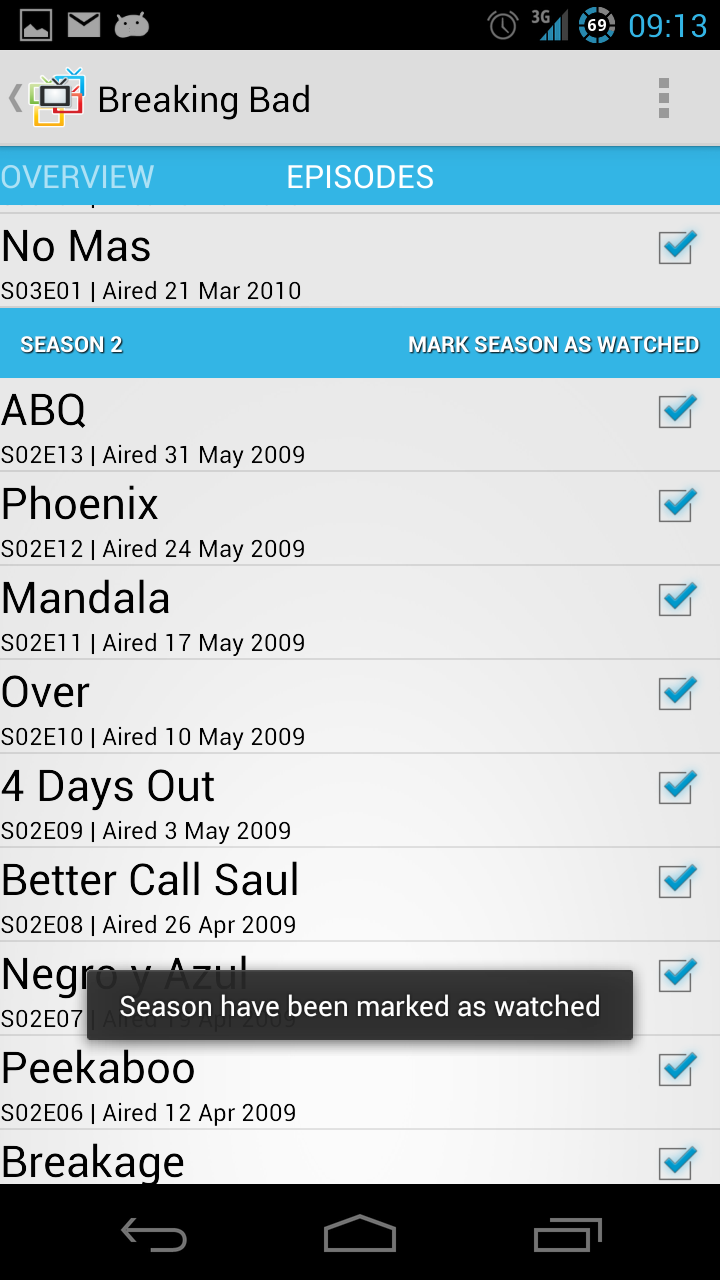 3G 69 09:13
Breaking Bad
OVERVIEW EPISODES
No Mas
S03E01 | Aired 21 Mar 2010
SEASON 2 MARK SEASON AS WATCHED
ABQ
S02E13 | Aired 31 May 2009
Phoenix
S02E12 | Aired 24 May 2009
Mandala
S02E11 | Aired 17 May 2009
Over
S02E10 | Aired 10 May 2009
4 Days Out
S02E09 | Aired 3 May 2009
Better Call Saul
S02E08 | Aired 26 Apr 2009
Negro y Azul
S02E07 | Aired 19 Apr 2009
Season have been marked as watched
Peekaboo
S02E06 | Aired 12 Apr 2009
Breakage